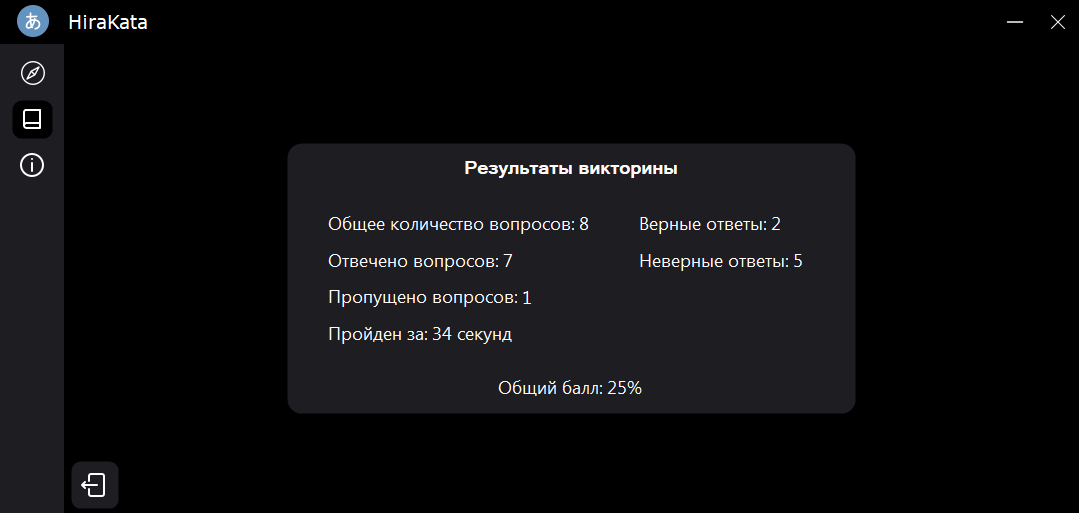 あ HiraKata
Результаты викторины
Общее количество вопросов: 8
Верные ответы: 2
Отвечено вопросов: 7
Неверные ответы: 5
Пропущено вопросов: 1
Пройден за: 34 секунд
Общий балл: 25%